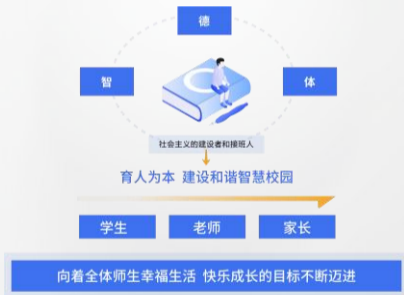 德
智
体
社会主义的建设者和接班人
育人为本 建设和谐智慧校园
学生
老师
家长
向着全体师生幸福生活 快乐成长的目标不断迈进